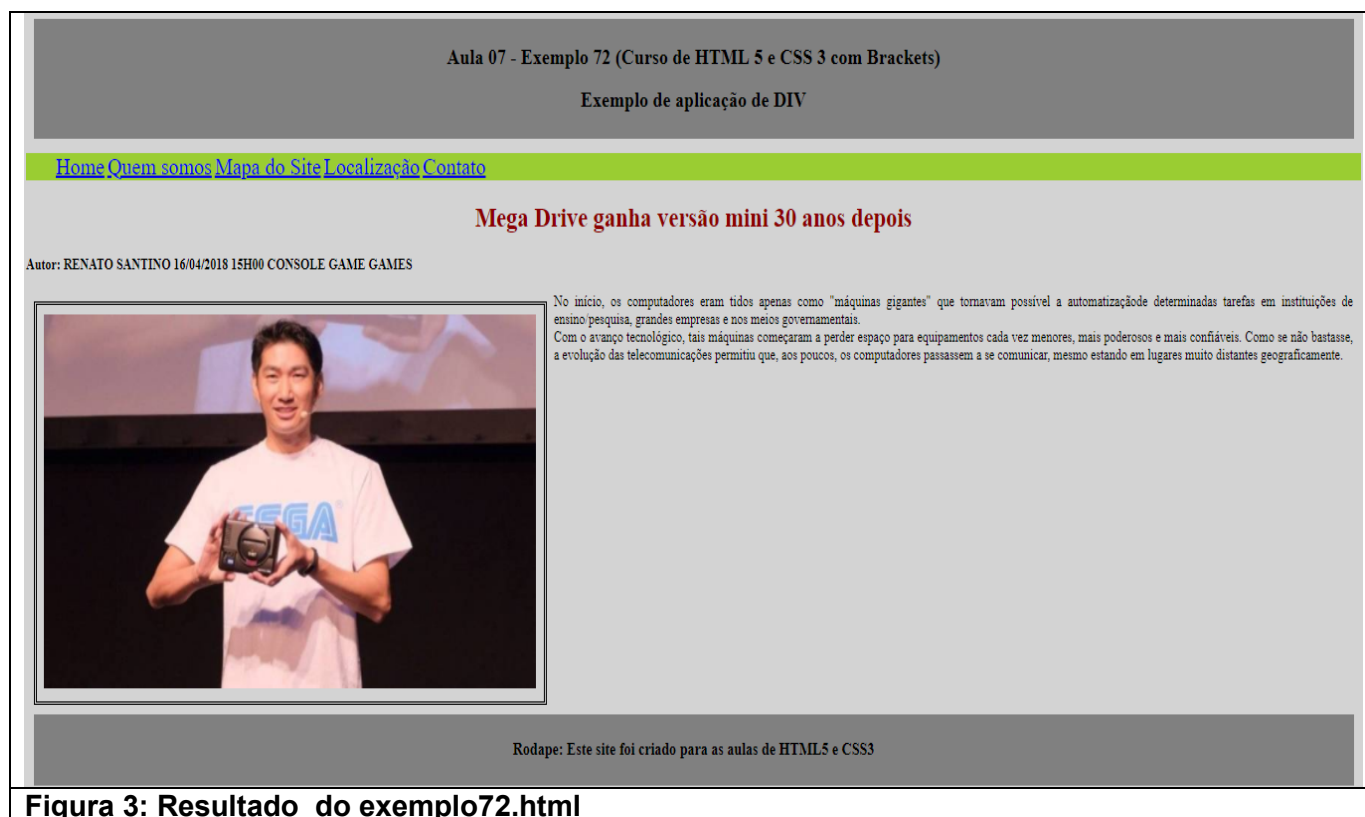 Aula 07 - Exemplo 72 (Curso de HTML 5 e CSS 3 com Brackets)
Exemplo de aplicação de DIV
Home Quem somos Mapa do Site Localização Contato
Mega Drive ganha versão mini 30 anos depois
Autor: RENATO SANTINO 16/04/2018 15H00 CONSOLE GAME GAMES
No início, os computadores eram tidos apenas como "máquinas gigantes" que tornavam possível a automatizaçãode determinadas tarefas em instituições de
ensino/pesquisa, grandes empresas e nos meios governamentais.
Com o avanço tecnológico, tais máquinas começaram a perder espaço para equipamentos cada vez menores, mais poderosos e mais confiáveis. Como se não bastasse,
a evolução das telecomunicações permitiu que, aos poucos, os computadores passassem a se comunicar, mesmo estando em lugares muito distantes geograficamente.
SEGA
Rodape: Este site foi criado para as aulas de HTML5 e CSS3
Figura 3: Resultado do exemplo72.html